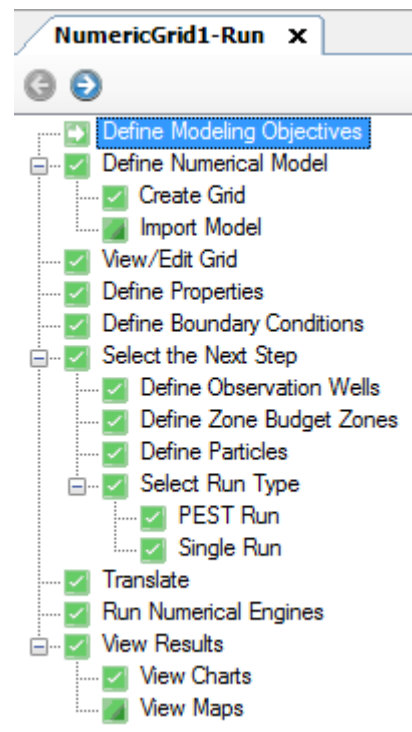 NumericGrid1-Run x
Define Modeling Objectives
Define Numerical Model
Create Grid
Import Model
View/Edit Grid
Define Properties
Define Boundary Conditions
Select the Next Step
Define Observation Wells
Define Zone Budget Zones
Define Particles
Select Run Type
PEST Run
Single Run
Translate
Run Numerical Engines
View Results
View Charts
View Maps